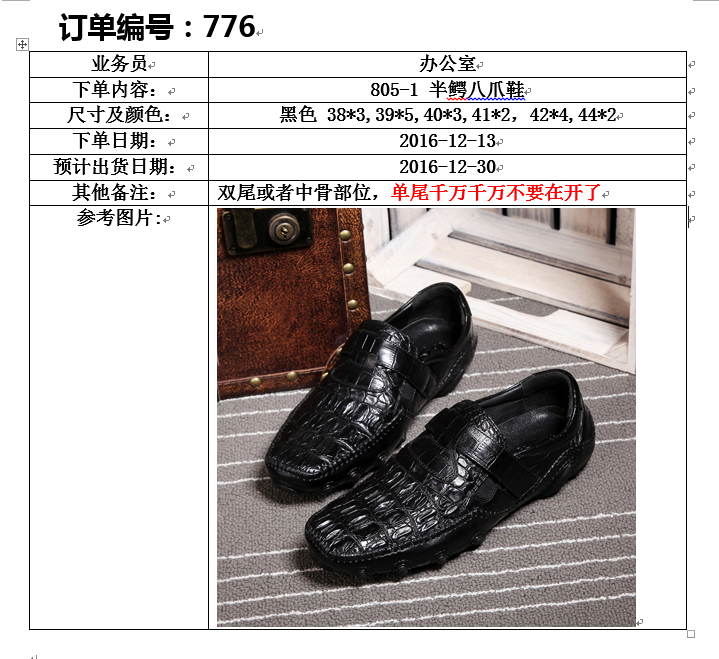 订单编号：776
业务员 办公室
下单内容： 805-1 半鳄八爪鞋
尺寸及颜色： 黑色 38*3,39*5,40*3,41*2，42*4,44*2
下单日期： 2016-12-13
预计出货日期： 2016-12-30
其他备注： 双尾或者中骨部位，单尾千万千万不要在开了
参考图片: